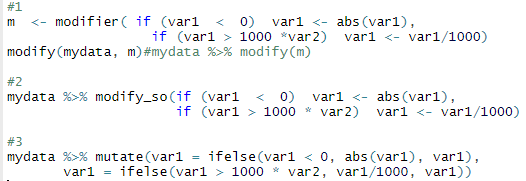 #1
m <- modifier( if (var1 < 0) var1 <- abs(var1),
if (var1 > 1000 *var2) var1 <- var1/1000)
modify(mydata, m)#mydata %>% modify(m)
#2
mydata %>% modify_so(if (var1 < 0) var1 <- abs(var1),
if (var1 > 1000 * var2) var1 <- var1/1000)
#3
mydata %>% mutate(var1 = ifelse(var1 < 0, abs(var1), var1),
var1 = ifelse(var1 > 1000 * var2, var1/1000, var1))